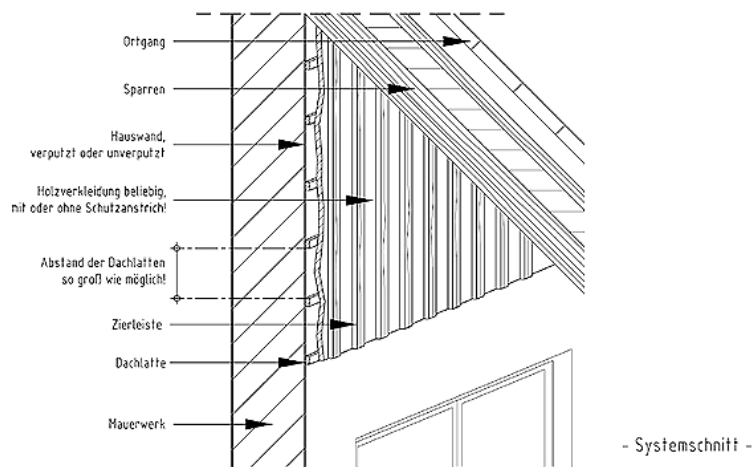 Ortgang
Sparren
Hauswand,
verputzt oder unverputzt
Holzverkleidung beliebig,
mit oder ohne Schutzanstrich!
Abstand der Dachlatten
so groß wie möglich!
Zierleiste
Dachlatte
Mauerwerk
- Systemschnitt -